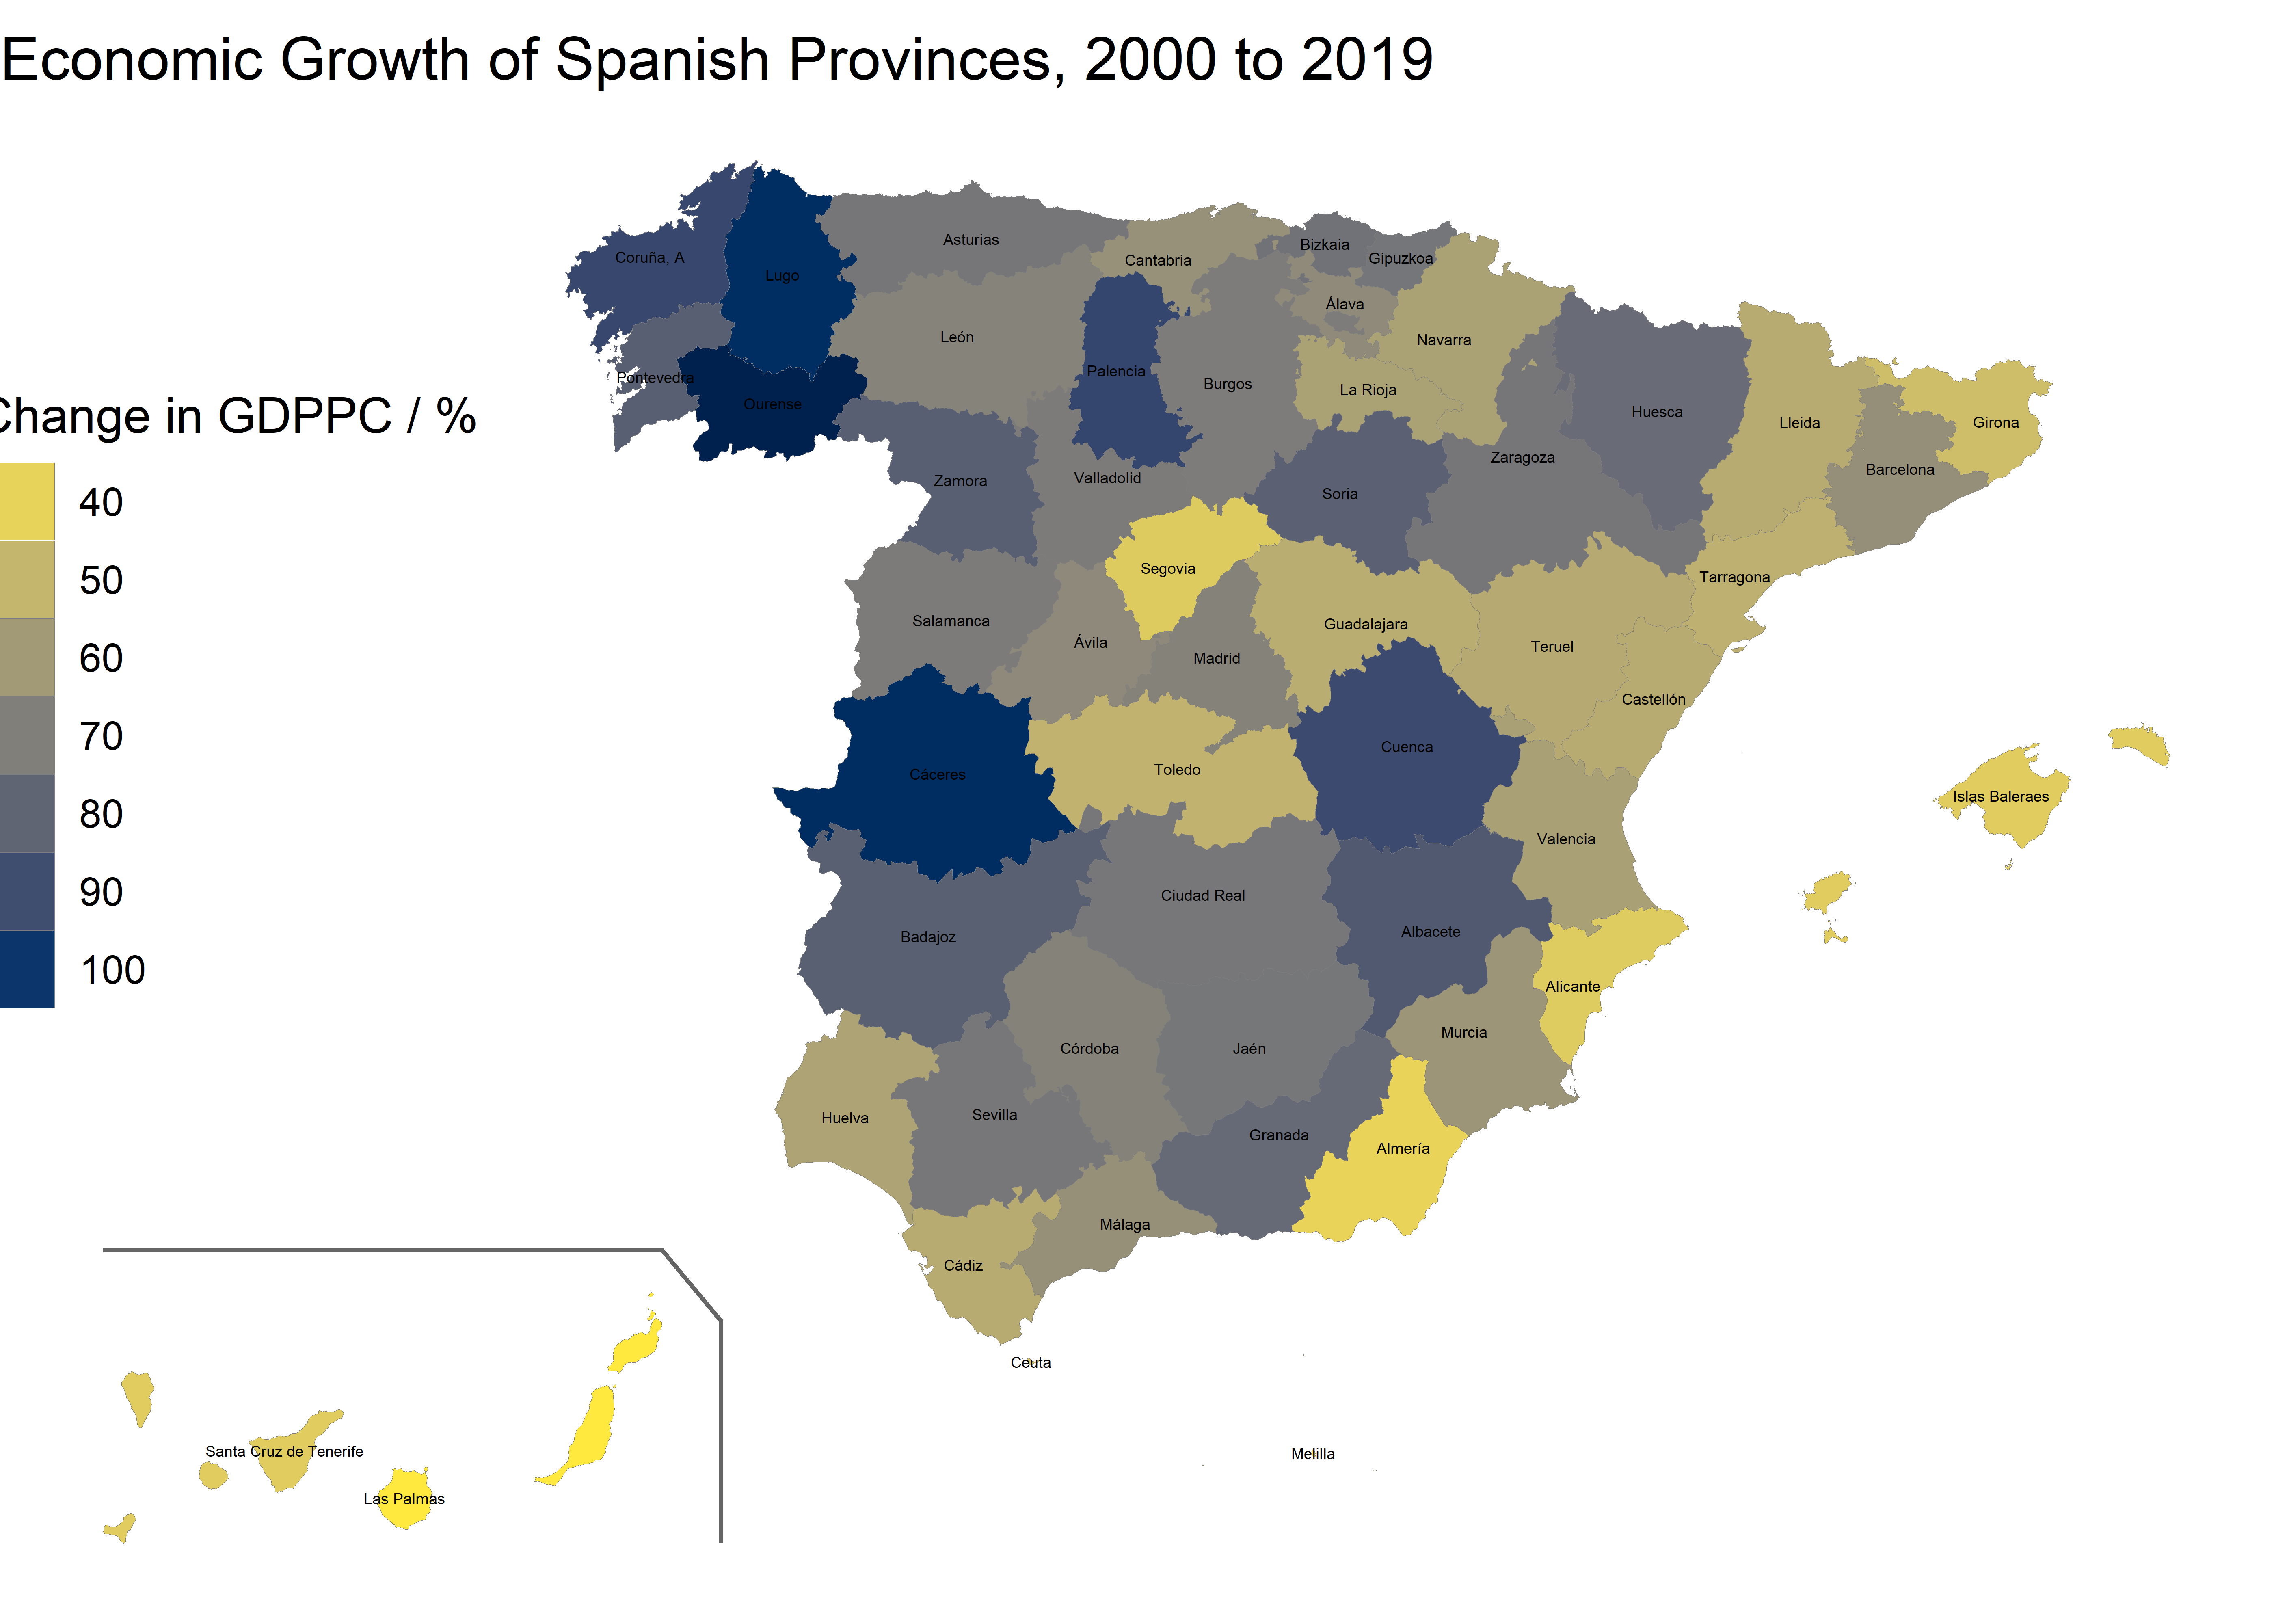 Economic Growth of Spanish Provinces, 2000 to 2019
Change in GDPPC / %
40
50
60
70
80
90
100
Coruña, A
Lugo
Asturias
Cantabria
Bizkaia
Gipuzkoa
Álava
Navarra
León
Palencia
Burgos
La Rioja
Huesca
Lleida
Girona
Barcelona
Pontevedra
Ourense
Zamora
Valladolid
Soria
Zaragoza
Tarragona
Segovia
Salamanca
Ávila
Madrid
Guadalajara
Teruel
Castellón
Cáceres
Toledo
Cuenca
Valencia
Islas Baleraes
Badajoz
Ciudad Real
Albacete
Alicante
Huelva
Sevilla
Córdoba
Jaén
Murcia
Granada
Almería
Málaga
Cádiz
Ceuta
Melilla
Santa Cruz de Tenerife
Las Palmas